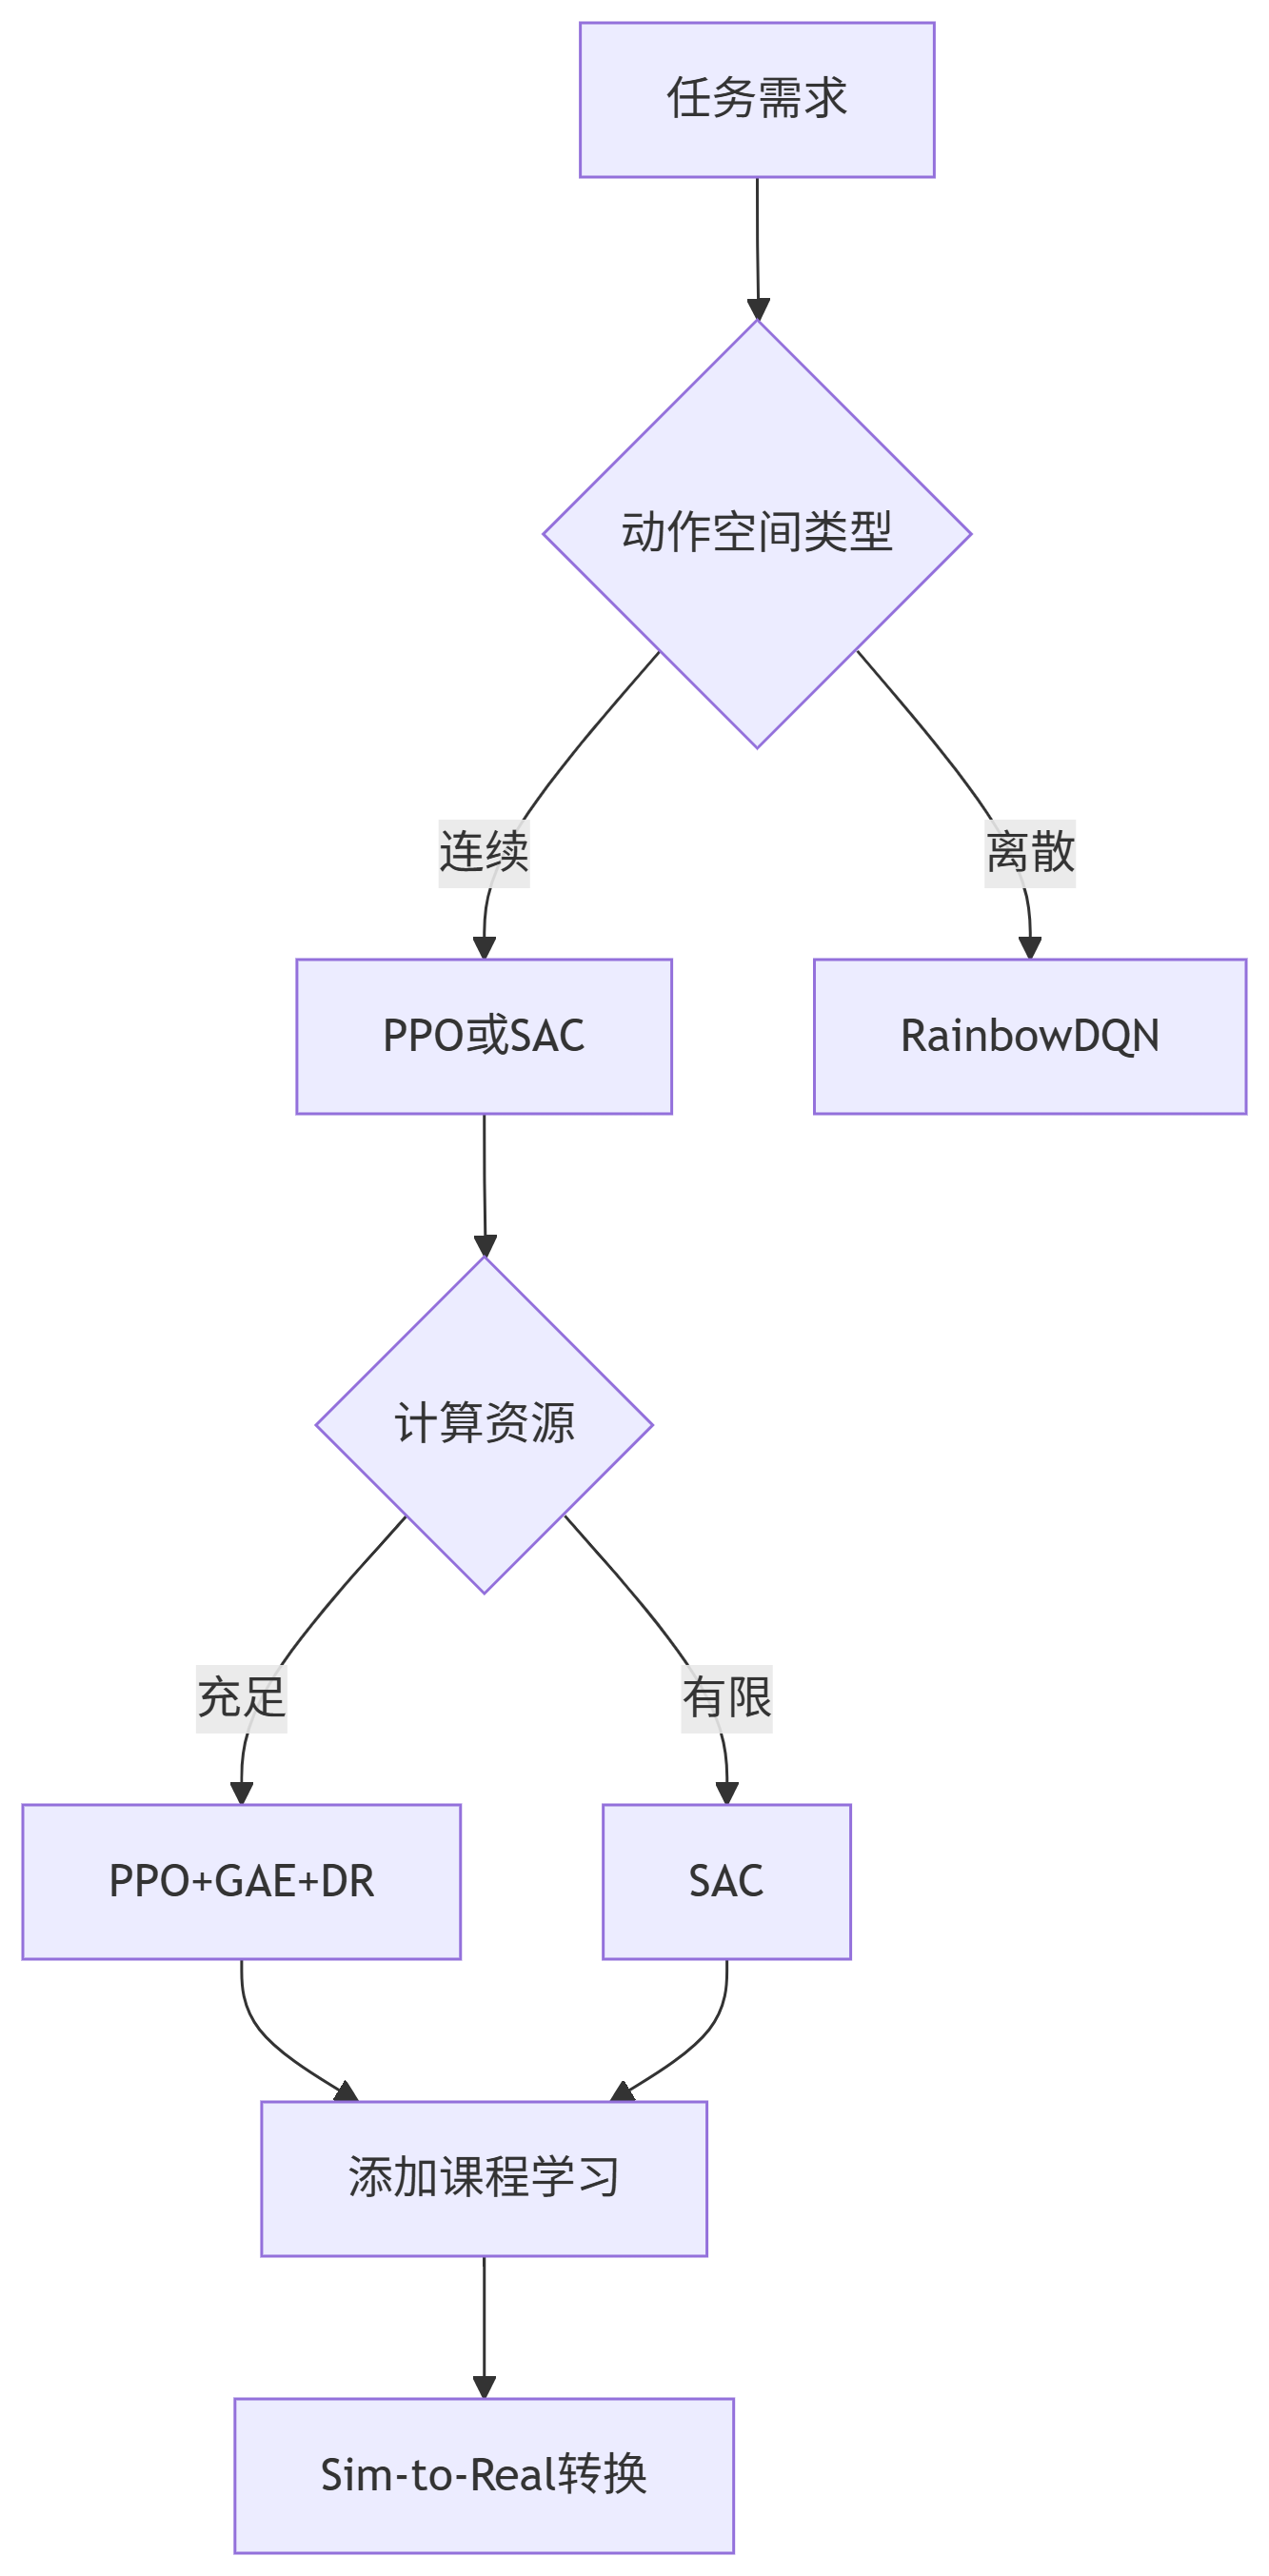 任务需求
动作空间类型
连续
离散
PPO或SAC
RainbowDQN
计算资源
充足
有限
PPO+GAE+DR
SAC
添加课程学习
Sim-to-Real转换